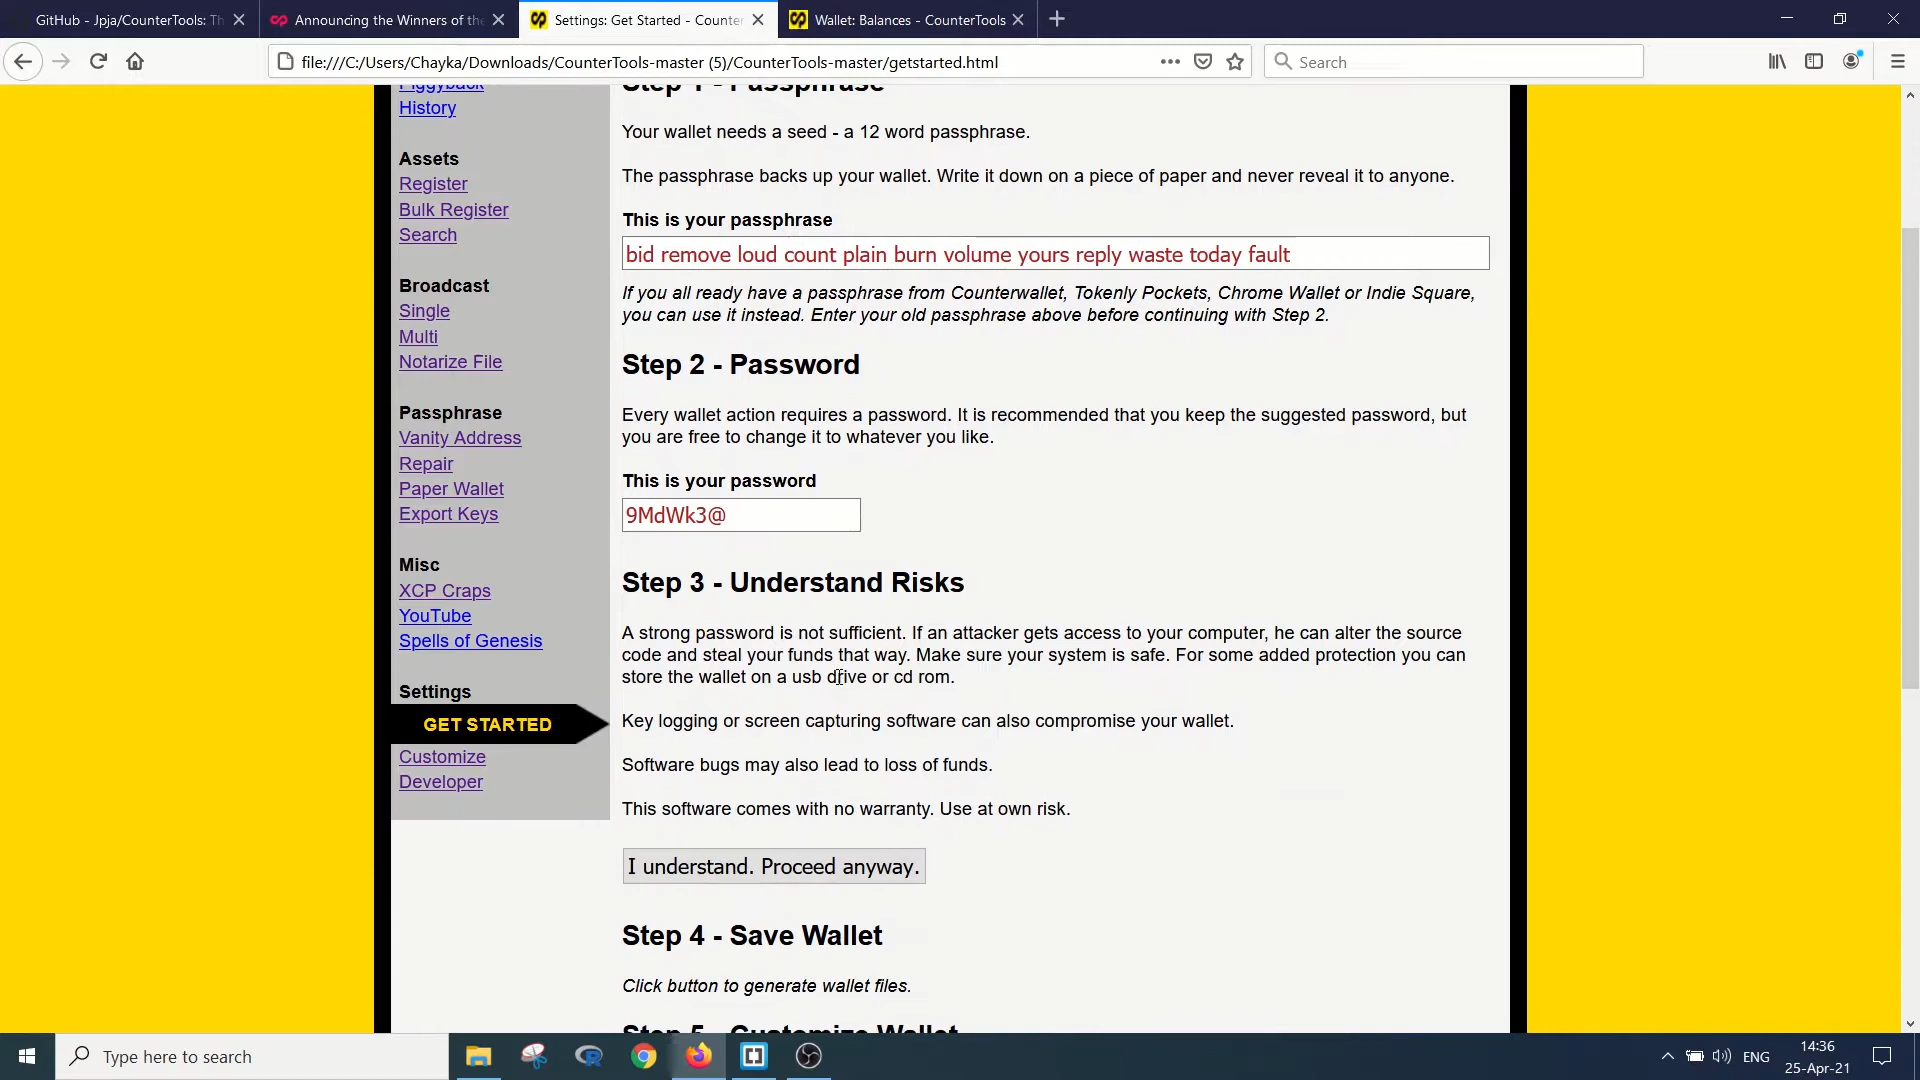 GitHub - Jpja/CounterTools: Th
Announcing the Winners of the
Settings: Get Started - Counter
Wallet: Balances - CounterTools
file:///C:/Users/Chayka/Downloads/CounterTools-master (5)/CounterTools-master/getstarted.html
Search
Piggyback
History
Assets
Register
Bulk Register
Search
Broadcast
Single
Multi
Notarize File
Passphrase
Vanity Address
Repair
Paper Wallet
Export Keys
Misc
XCP Craps
YouTube
Spells of Genesis
Settings
GET STARTED
Customize
Developer
Step 1 - Passphrase
Your wallet needs a seed - a 12 word passphrase.
The passphrase backs up your wallet. Write it down on a piece of paper and never reveal it to anyone.
This is your passphrase
bid remove loud count plain burn volume yours reply waste today fault
If you all ready have a passphrase from Counterwallet, Tokenly Pockets, Chrome Wallet or Indie Square,
you can use it instead. Enter your old passphrase above before continuing with Step 2.
Step 2 - Password
Every wallet action requires a password. It is recommended that you keep the suggested password, but
you are free to change it to whatever you like.
This is your password
9MdWk3@
Step 3 - Understand Risks
A strong password is not sufficient. If an attacker gets access to your computer, he can alter the source
code and steal your funds that way. Make sure your system is safe. For some added protection you can
store the wallet on a usb drive or cd rom.
Key logging or screen capturing software can also compromise your wallet.
Software bugs may also lead to loss of funds.
This software comes with no warranty. Use at own risk.
I understand. Proceed anyway.
Step 4 - Save Wallet
Click button to generate wallet files.
Step 5 - Customize Wallet
Type here to search
ENG
14:36
25-Apr-21